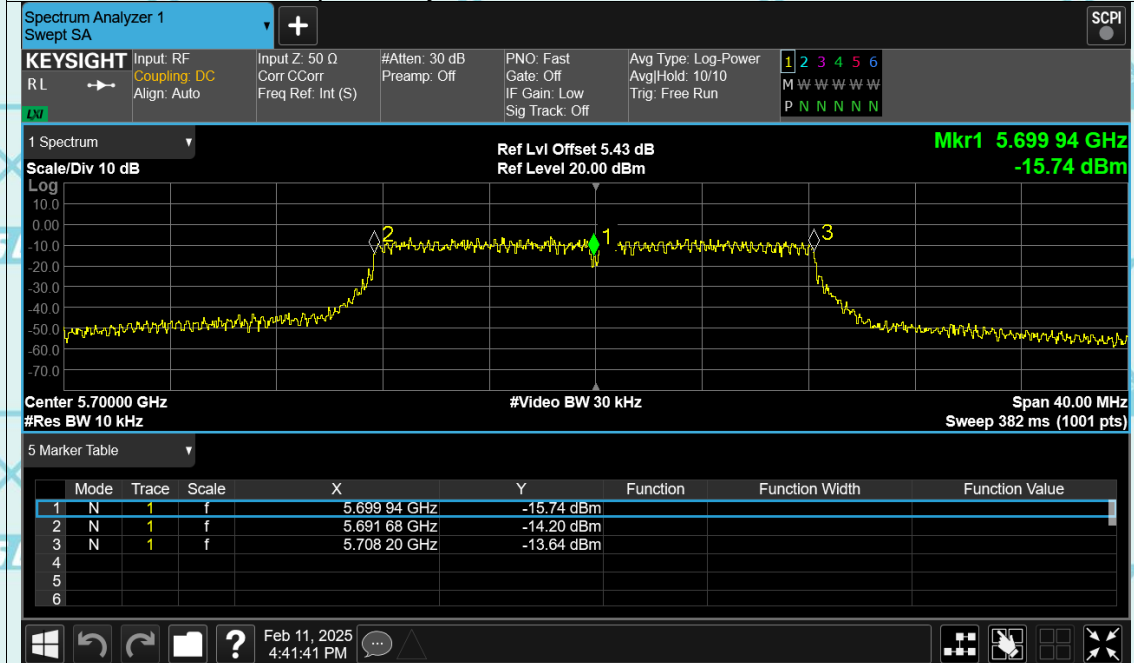 Spectrum Analyzer 1
Swept SA
+
SCPI
KEYSIGHT
R L
LXI
Input: RF
Coupling: DC
Align: Auto
Input Z: 50 Ω
Corr CCorr
Freq Ref: Int (S)
#Atten: 30 dB
Preamp: Off
PNO: Fast
Gate: Off
IF Gain: Low
Sig Track: Off
Avg Type: Log-Power
Avg|Hold: 10/10
Trig: Free Run
1 2 3 4 5 6
M W W W W W
P N N N N N
1 Spectrum
Scale/Div 10 dB
Log
Ref Lvl Offset 5.43 dB
Ref Level 20.00 dBm
Mkr1 5.699 94 GHz
-15.74 dBm
10.0
0.00
-10.0
-20.0
-30.0
-40.0
-50.0
-60.0
-70.0
2
1
3
Center 5.70000 GHz
#Res BW 10 kHz
#Video BW 30 kHz
Span 40.00 MHz
Sweep 382 ms (1001 pts)
5 Marker Table
Mode Trace Scale X Y Function Function Width Function Value
1 N 1 f 5.699 94 GHz -15.74 dBm
2 N 1 f 5.691 68 GHz -14.20 dBm
3 N 1 f 5.708 20 GHz -13.64 dBm
4
5
6
?
Feb 11, 2025
4:41:41 PM